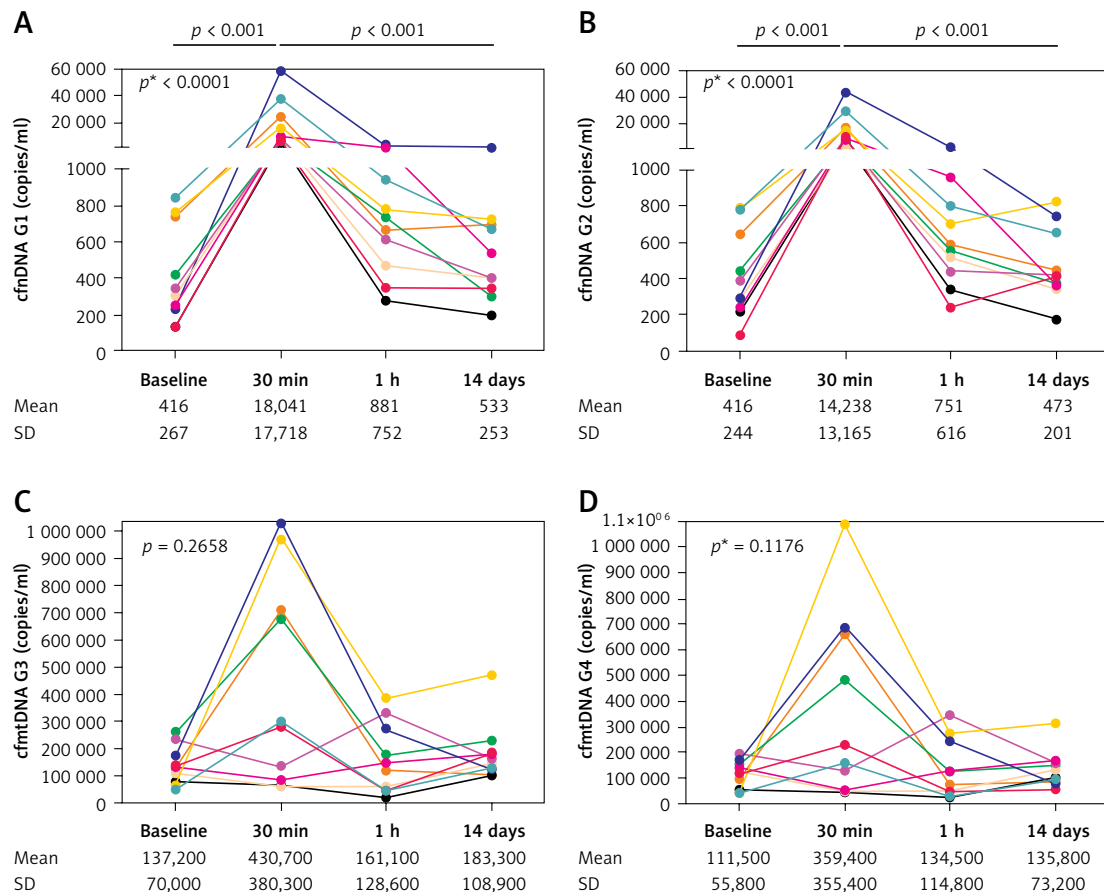 A
p < 0.001 p < 0.001
60 000
40 000
20 000
1000
800
600
400
200
0
cfnDNA G1 (copies/ml)
p* < 0.0001
Baseline 30 min 1 h 14 days
Mean 416 18,041 881 533
SD 267 17,718 752 253
B
p < 0.001 p < 0.001
60 000
40 000
20 000
1000
800
600
400
200
0
cfnDNA G2 (copies/ml)
p* < 0.0001
Baseline 30 min 1 h 14 days
Mean 416 14,238 751 473
SD 244 13,165 616 201
C
1 000 000
900 000
800 000
700 000
600 000
500 000
400 000
300 000
200 000
100 000
0
cfmtDNA G3 (copies/ml)
p = 0.2658
Baseline 30 min 1 h 14 days
Mean 137,200 430,700 161,100 183,300
SD 70,000 380,300 128,600 108,900
D
1.1×10⁰⁶
1 000 000
900 000
800 000
700 000
600 000
500 000
400 000
300 000
200 000
100 000
0
cfmtDNA G4 (copies/ml)
p* = 0.1176
Baseline 30 min 1 h 14 days
Mean 111,500 359,400 134,500 135,800
SD 55,800 355,400 114,800 73,200